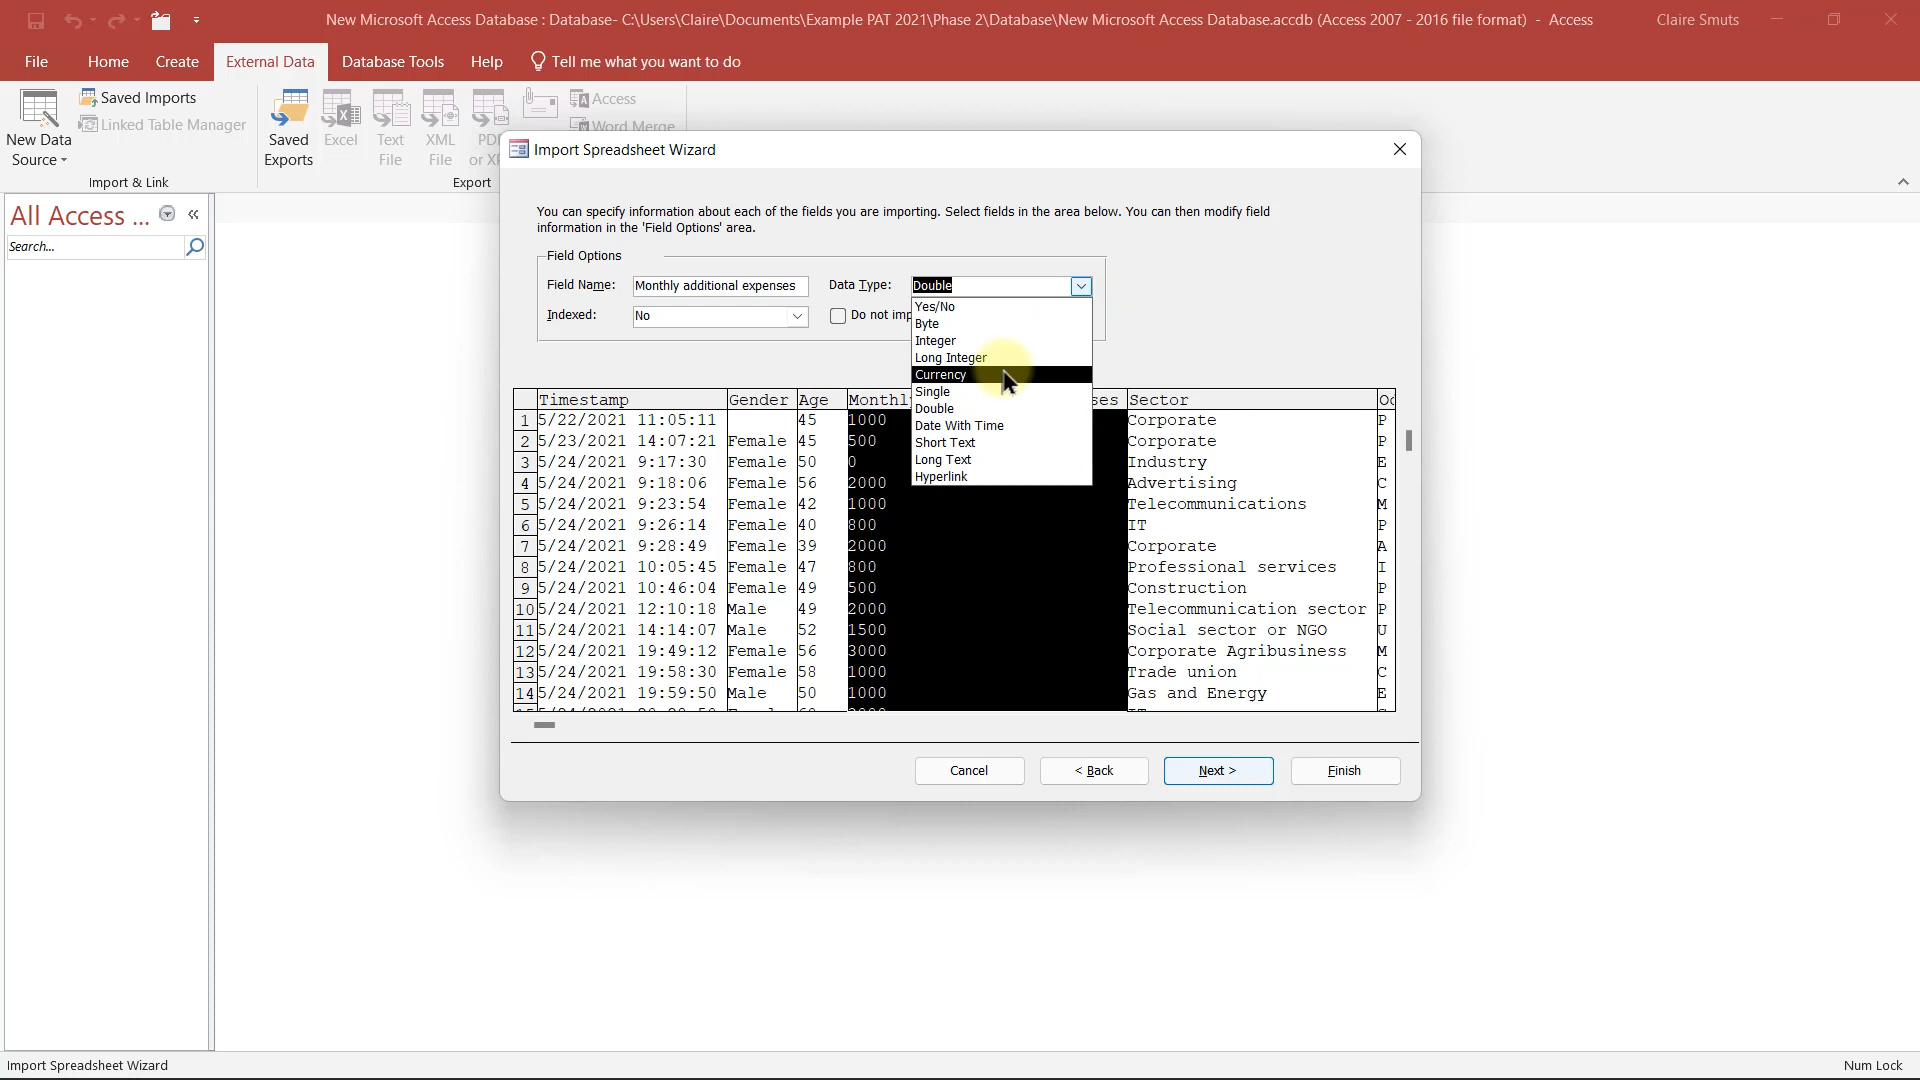 New Microsoft Access Database : Database- C:\Users\Claire\Documents\Example PAT 2021\Phase 2\Database\New Microsoft Access Database.accdb (Access 2007 - 2016 file format) - Access
Claire Smuts
File
Home
Create
External Data
Database Tools
Help
Tell me what you want to do
New Data
Source
Saved Imports
Linked Table Manager
Import & Link
Saved
Exports
Excel
Text
File
XML
File
or
Access
Word Merge
Export
All Access ...
Search...
Import Spreadsheet Wizard
You can specify information about each of the fields you are importing. Select fields in the area below. You can then modify field
information in the 'Field Options' area.
Field Options
Field Name:
Monthly additional expenses
Data Type:
Double
Indexed:
No
Do not imp
Yes/No
Byte
Integer
Long Integer
Currency
Single
Double
Date With Time
Short Text
Long Text
Hyperlink
Timestamp Gender Age Monthl ses Sector Oc
1 5/22/2021 11:05:11 45 1000 Corporate P
2 5/23/2021 14:07:21 Female 45 500 Corporate P
3 5/24/2021 9:17:30 Female 50 0 Industry E
4 5/24/2021 9:18:06 Female 56 2000 Advertising C
5 5/24/2021 9:23:54 Female 42 1000 Telecommunications M
6 5/24/2021 9:26:14 Female 40 800 IT P
7 5/24/2021 9:28:49 Female 39 2000 Corporate A
8 5/24/2021 10:05:45 Female 47 800 Professional services I
9 5/24/2021 10:46:04 Female 49 500 Construction P
10 5/24/2021 12:10:18 Male 49 2000 Telecommunication sector P
11 5/24/2021 14:14:07 Male 52 1500 Social sector or NGO U
12 5/24/2021 19:49:12 Female 56 3000 Corporate Agribusiness M
13 5/24/2021 19:58:30 Female 58 1000 Trade union C
14 5/24/2021 19:59:50 Male 50 1000 Gas and Energy E
Cancel
< Back
Next >
Finish
Import Spreadsheet Wizard
Num Lock